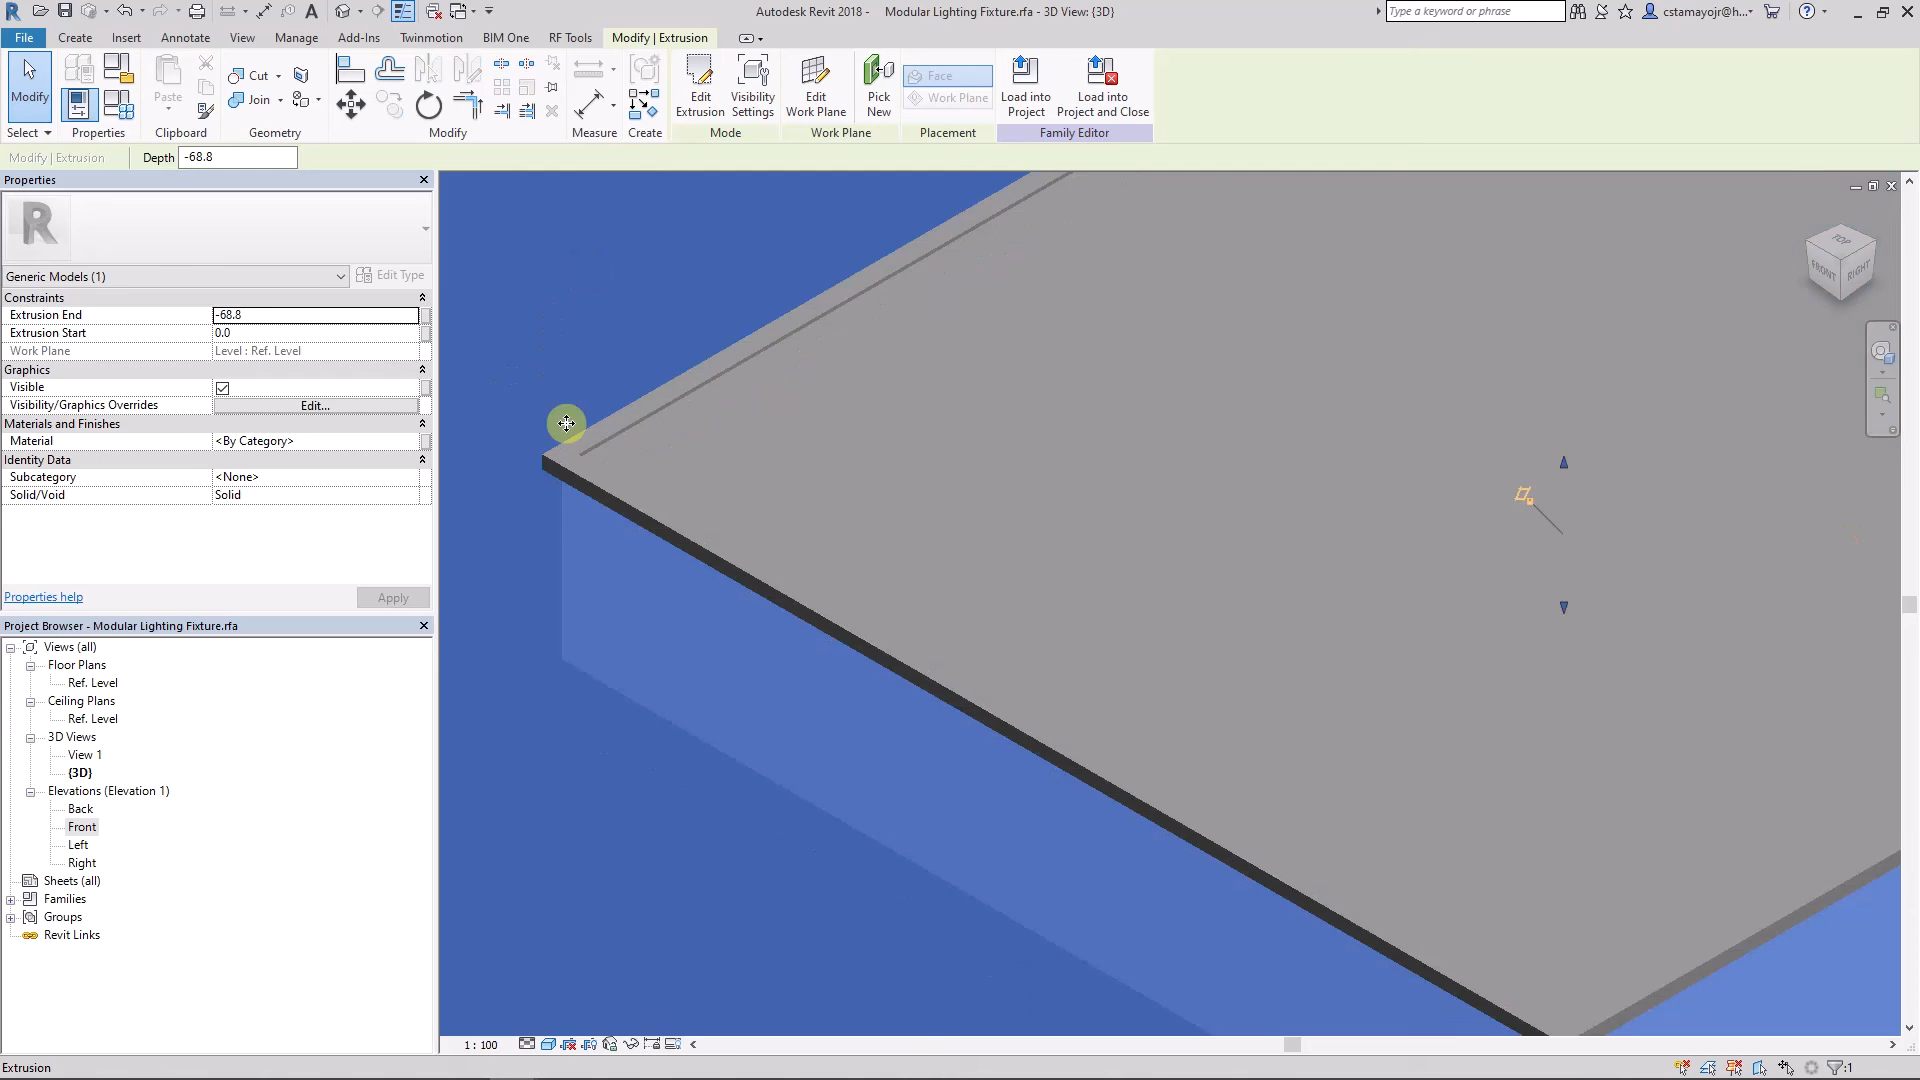 Autodesk Revit 2018 - Modular Lighting Fixture.rfa - 3D View: {3D}
Type a keyword or phrase
cstamayojr@h...
File Create Insert Annotate View Manage Add-Ins Twinmotion BIM One RF Tools Modify | Extrusion
Modify
Paste
Cut
Join
Edit Extrusion
Visibility Settings
Edit Work Plane
Pick New
Face
Work Plane
Load into Project
Load into Project and Close
Select Properties Clipboard Geometry Modify Measure Create Mode Work Plane Placement Family Editor
Modify | Extrusion Depth -68.8
Properties
Generic Models (1) Edit Type
Constraints
Extrusion End -68.8
Extrusion Start 0.0
Work Plane Level : Ref. Level
Graphics
Visible
Visibility/Graphics Overrides Edit...
Materials and Finishes
Material <By Category>
Identity Data
Subcategory <None>
Solid/Void Solid
Properties help Apply
Project Browser - Modular Lighting Fixture.rfa
Views (all)
Floor Plans
Ref. Level
Ceiling Plans
Ref. Level
3D Views
View 1
{3D}
Elevations (Elevation 1)
Back
Front
Left
Right
Sheets (all)
Families
Groups
Revit Links
TOP
FRONT RIGHT
1 : 100
Extrusion
:1